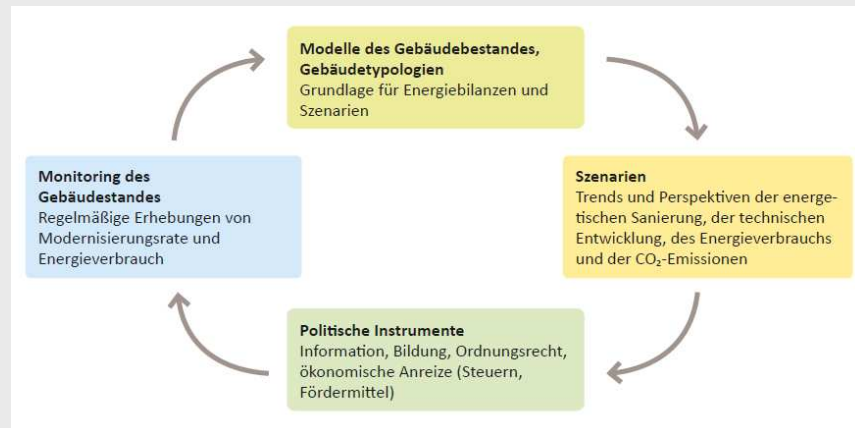 Modelle des Gebäudebestandes,
Gebäudetypologien
Grundlage für Energiebilanzen und
Szenarien
Monitoring des
Gebäudestandes
Regelmäßige Erhebungen von
Modernisierungsrate und
Energieverbrauch
Szenarien
Trends und Perspektiven der energe-
tischen Sanierung, der technischen
Entwicklung, des Energieverbrauchs
und der CO₂-Emissionen
Politische Instrumente
Information, Bildung, Ordnungsrecht,
ökonomische Anreize (Steuern,
Fördermittel)